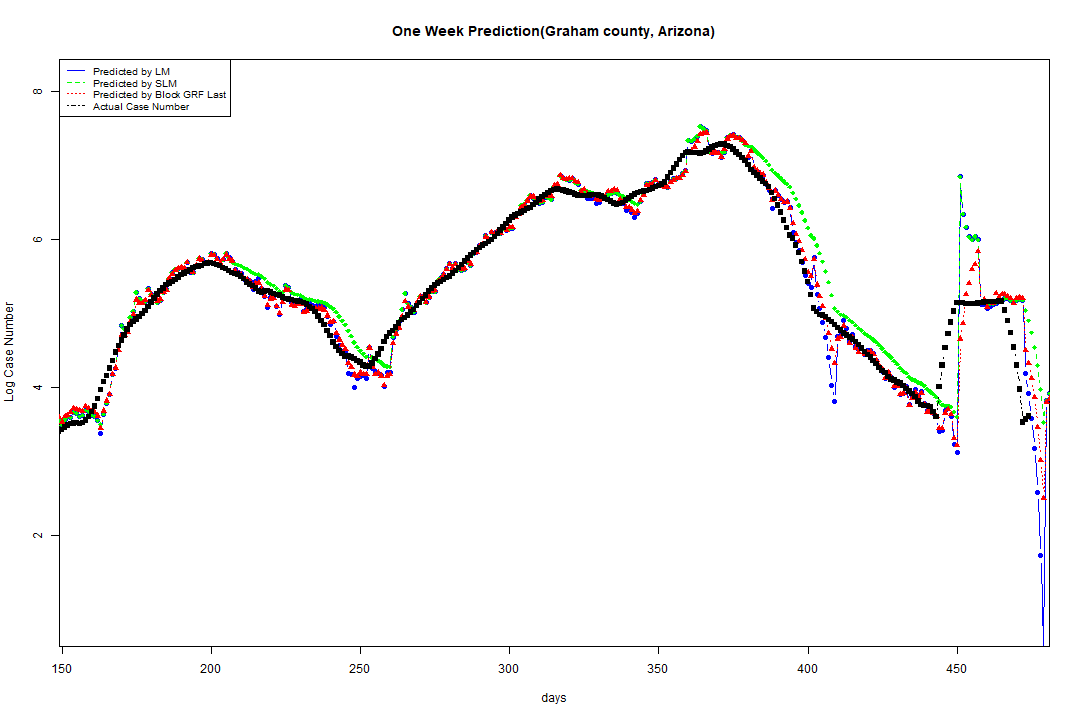 One Week Prediction(Graham county, Arizona)
Predicted by LM
Predicted by SLM
Predicted by Block GRF Last
Actual Case Number
Log Case Number
8
6
4
2
150 200 250 300 350 400 450
days